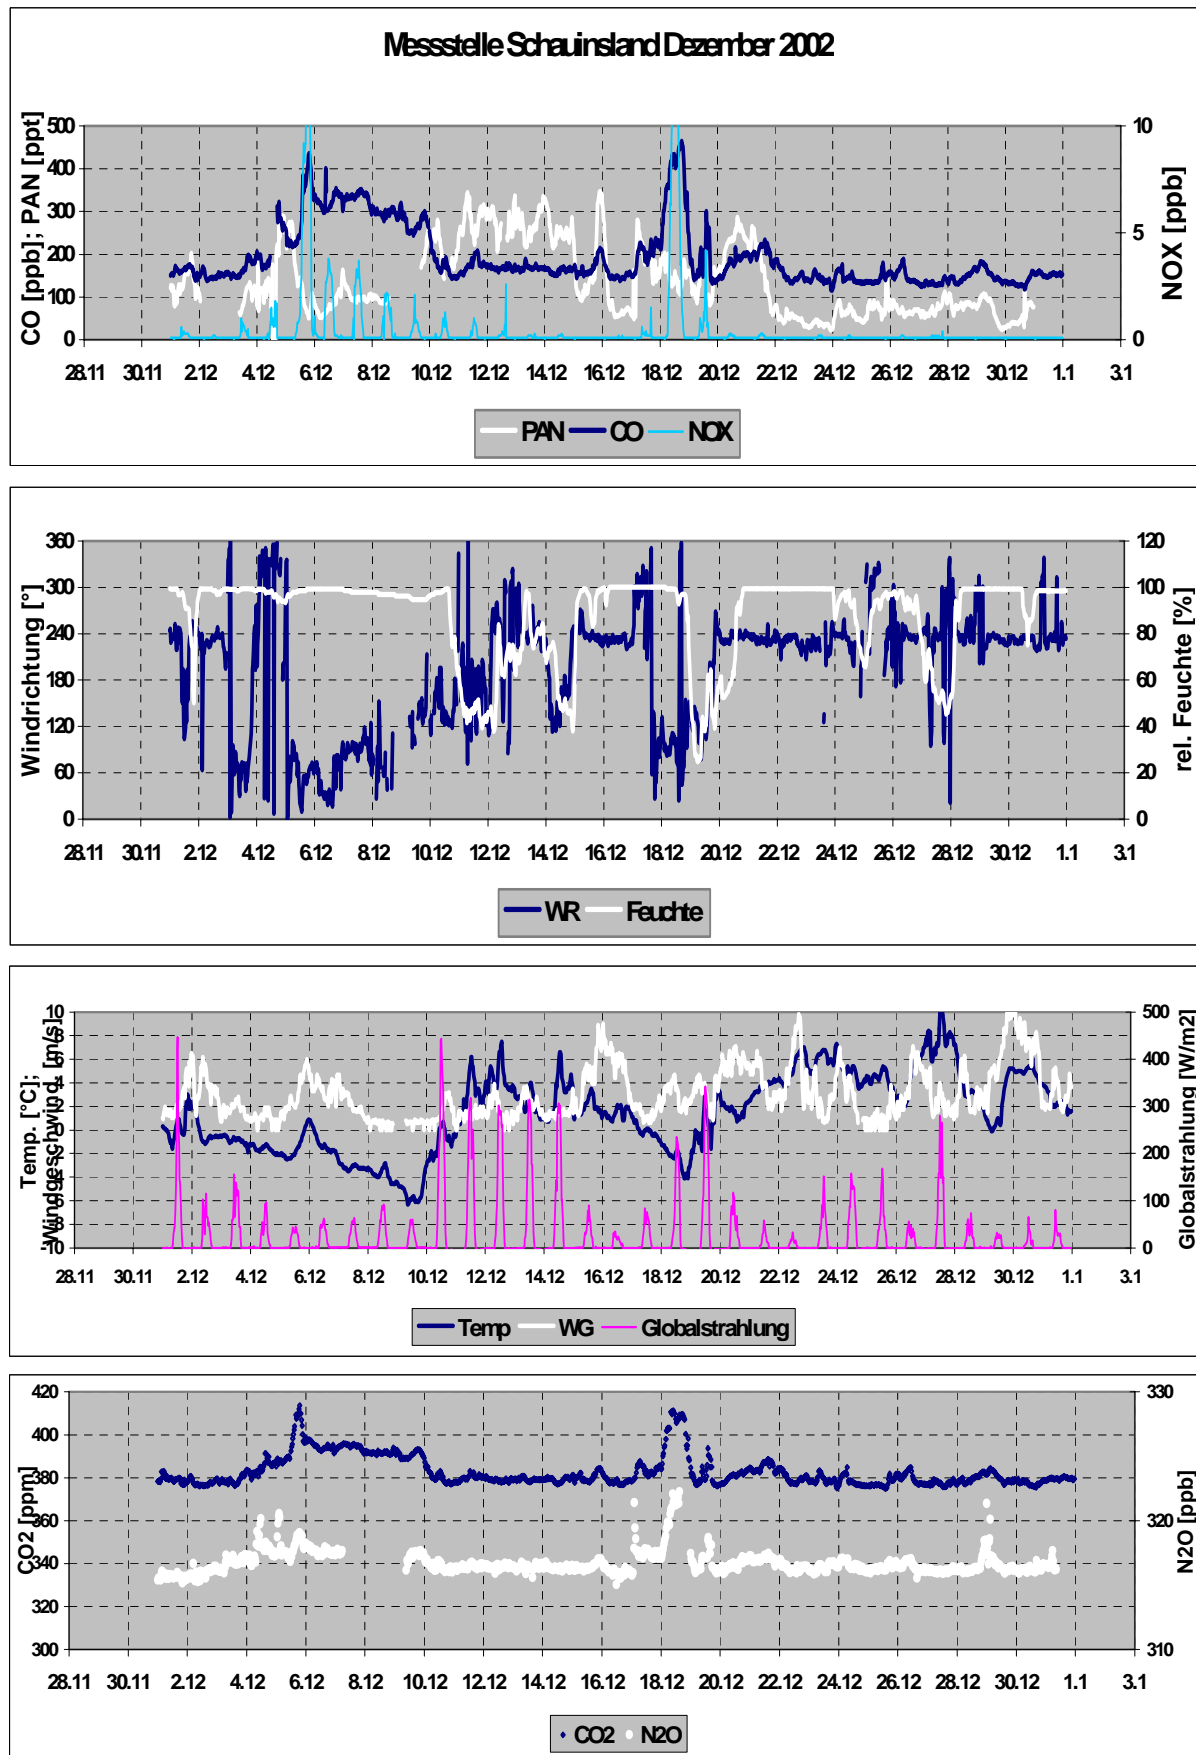 Messstelle Schauinsland Dezember 2002
CO [ppb]; PAN [ppt]
500
400
300
200
100
0
10
5
0
NOX [ppb]
28.11 30.11 2.12 4.12 6.12 8.12 10.12 12.12 14.12 16.12 18.12 20.12 22.12 24.12 26.12 28.12 30.12 1.1 3.1
PAN CO NOX
Windrichtung [°]
360
300
240
180
120
60
0
120
100
80
60
40
20
0
rel. Feuchte [%]
28.11 30.11 2.12 4.12 6.12 8.12 10.12 12.12 14.12 16.12 18.12 20.12 22.12 24.12 26.12 28.12 30.12 1.1 3.1
WR Feuchte
Temp. [°C];
Windgeschwind. [m/s]
10
8
6
4
2
0
-2
-4
-6
-8
-10
500
400
300
200
100
0
Globalstrahlung [W/m2]
28.11 30.11 2.12 4.12 6.12 8.12 10.12 12.12 14.12 16.12 18.12 20.12 22.12 24.12 26.12 28.12 30.12 1.1 3.1
Temp WG Globalstrahlung
CO2 [ppm]
420
400
380
360
340
320
300
330
320
310
N2O [ppb]
28.11 30.11 2.12 4.12 6.12 8.12 10.12 12.12 14.12 16.12 18.12 20.12 22.12 24.12 26.12 28.12 30.12 1.1 3.1
CO2 N2O